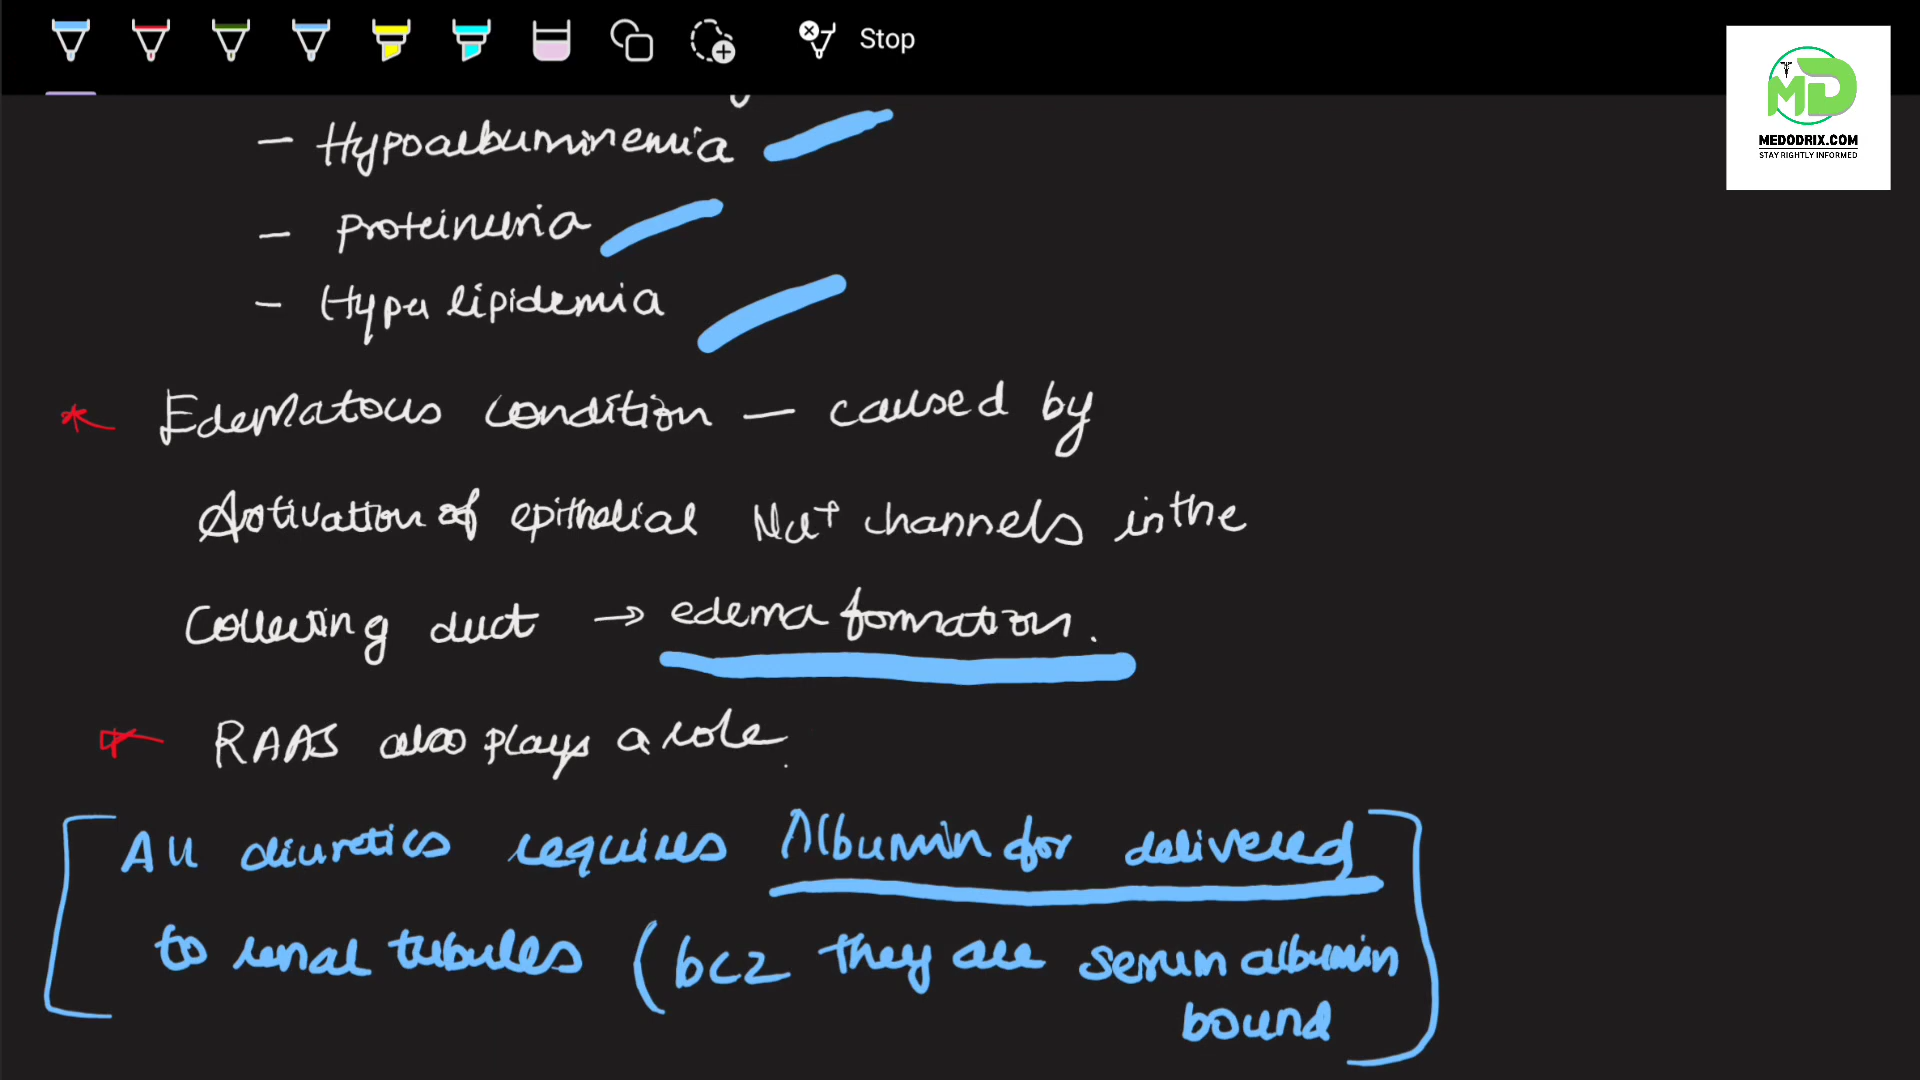 Stop
MD
MEDODRIX.COM
STAY RIGHTLY INFORMED
- Hypoalbuminemia
- Proteinuria
- Hyper lipidemia
* Edematous condition - caused by
Activation of epithelial Na+ channels in the
Collecting duct → edema formation.
* RAAS also plays a role.
[All diuretics requires Albumin for delivered
to renal tubules (bcz they are serum albumin
bound]